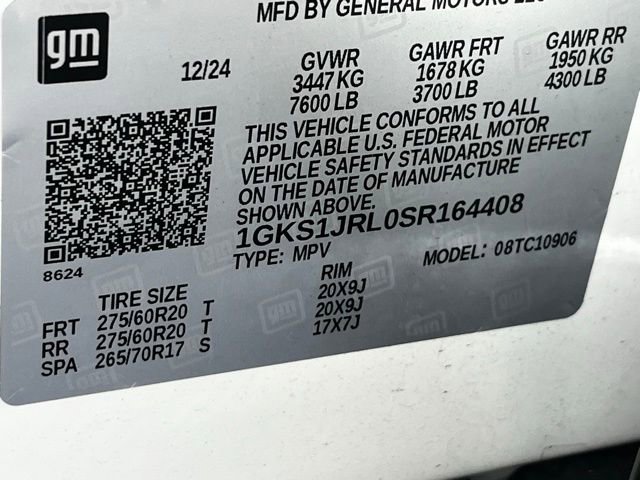 MFD BY GENERAL MOTORS LLC
gm
12/24
GVWR
3447 KG
7600 LB
GAWR FRT
1678 KG
3700 LB
GAWR RR
1950 KG
4300 LB
THIS VEHICLE CONFORMS TO ALL
APPLICABLE U.S. FEDERAL MOTOR
VEHICLE SAFETY STANDARDS IN EFFECT
ON THE DATE OF MANUFACTURE
SHOWN ABOVE.
1GKS1JRL0SR164408
TYPE: MPV
MODEL: 08TC10906
8624
TIRE SIZE
RIM
FRT 275/60R20 T 20X9J
RR 275/60R20 T 20X9J
SPA 265/70R17 S 17X7J